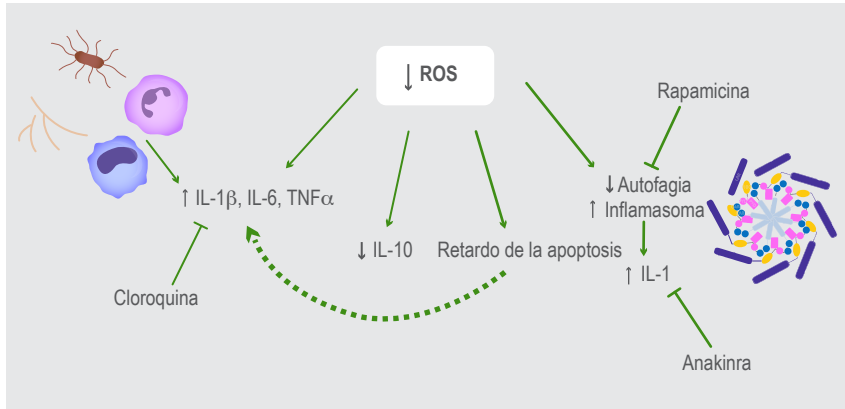 ↓ ROS
Rapamicina
↓ Autofagia
↑ Inflamasoma
↑ IL-1β, IL-6, TNFα
↓ IL-10
Retardo de la apoptosis
↑ IL-1
Cloroquina
Anakinra